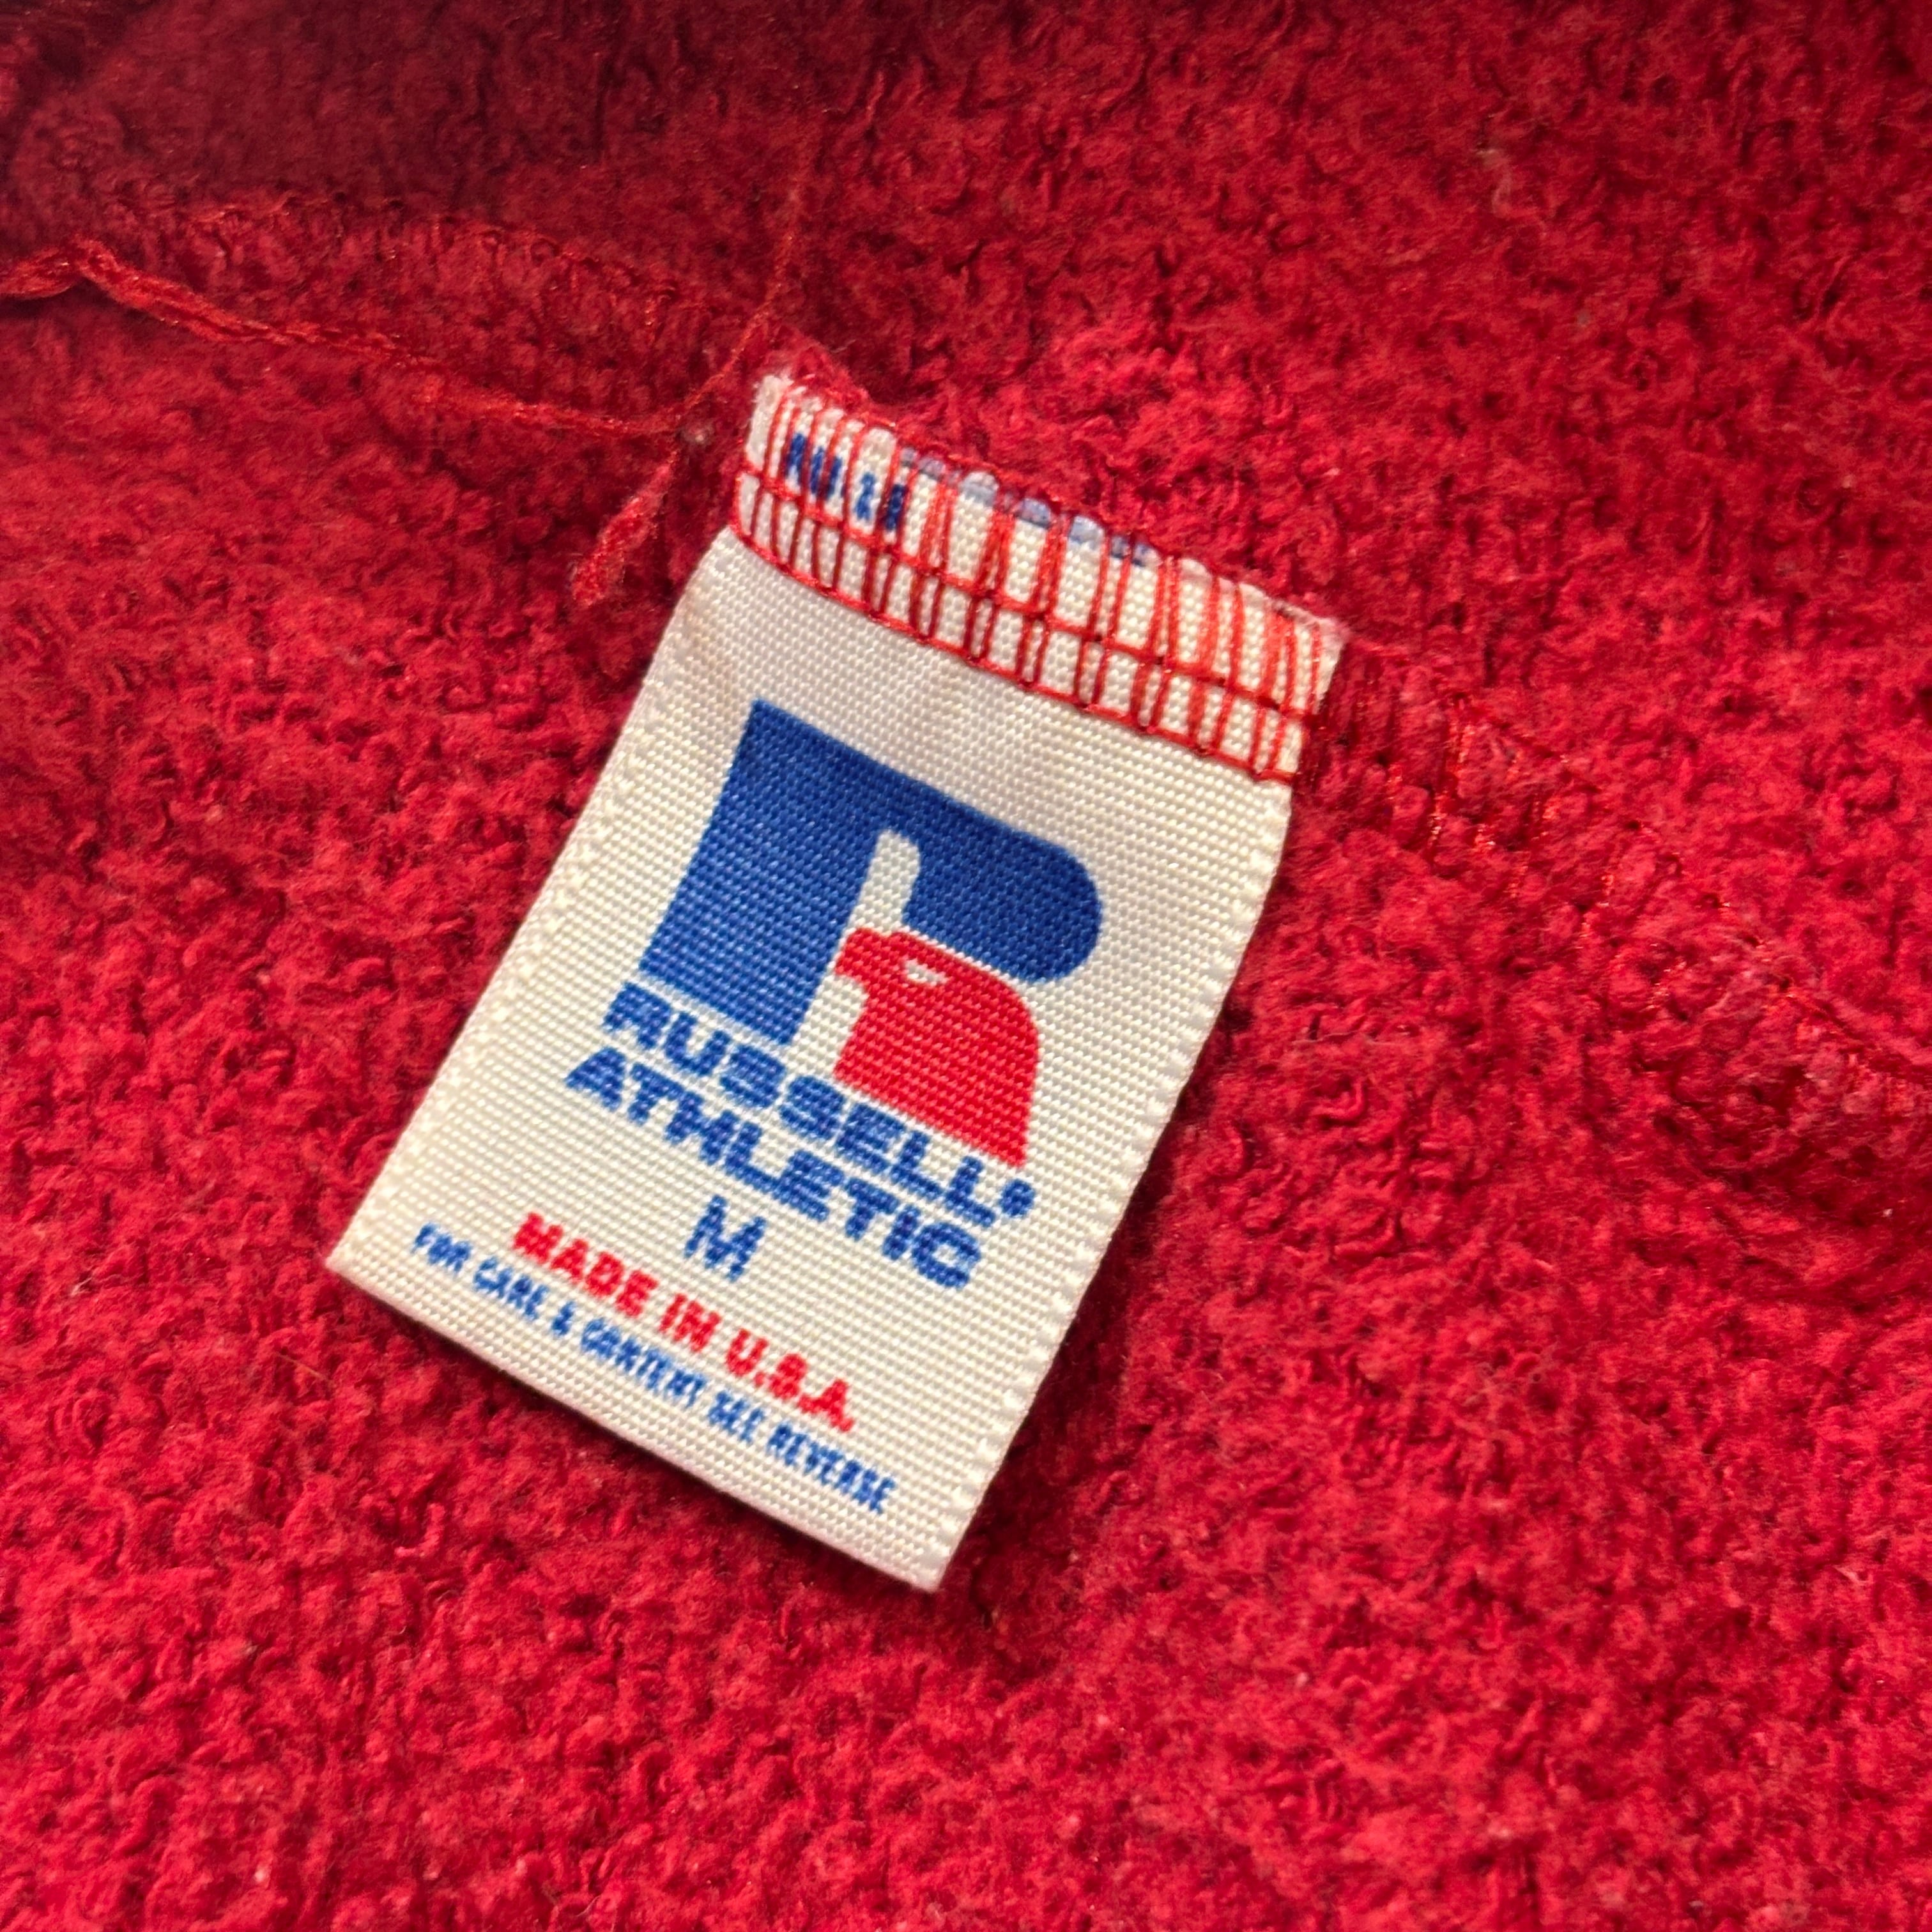 RUSSELL®
ATHLETIC
M
MADE IN U.S.A.
FOR CARE & CONTENT SEE REVERSE